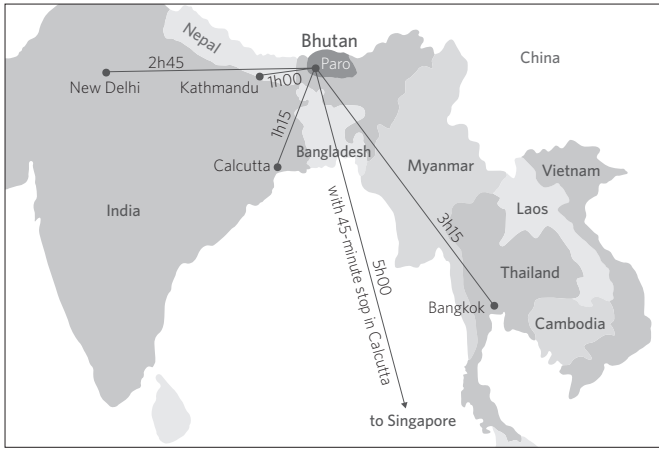 Nepal
Bhutan
China
2h45
Paro
New Delhi
Kathmandu
1h00
1h15
Bangladesh
Calcutta
Myanmar
Vietnam
India
Laos
with 45-minute stop in Calcutta
5h00
3h15
Thailand
Bangkok
Cambodia
to Singapore